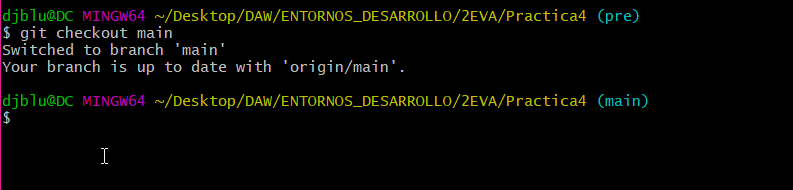 djblu@DC MINGW64 ~/Desktop/DAW/ENTORNOS_DESARROLLO/2EVA/Practica4 (pre)
$ git checkout main
Switched to branch 'main'
Your branch is up to date with 'origin/main'.
djblu@DC MINGW64 ~/Desktop/DAW/ENTORNOS_DESARROLLO/2EVA/Practica4 (main)
$